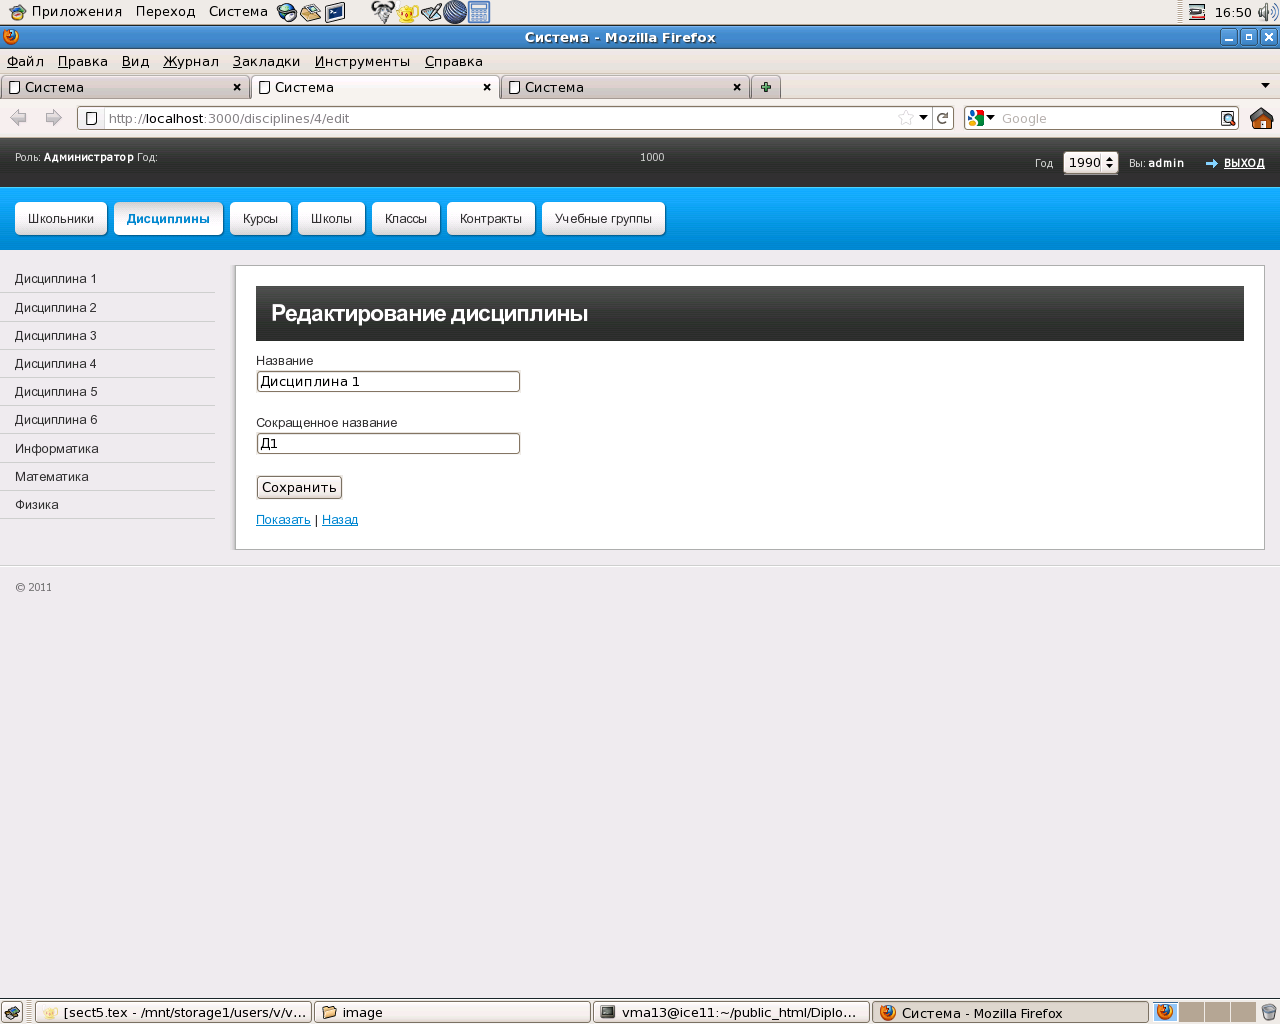 Приложения Переход Система 16:50
Система - Mozilla Firefox
Файл Правка Вид Журнал Закладки Инструменты Справка
Система Система Система
http://localhost:3000/disciplines/4/edit Google
Роль: Администратор Год: 1000 Год 1990 Вы: admin ВЫХОД
Школьники Дисциплины Курсы Школы Классы Контракты Учебные группы
Дисциплина 1
Дисциплина 2
Дисциплина 3
Дисциплина 4
Дисциплина 5
Дисциплина 6
Информатика
Математика
Физика
Редактирование дисциплины
Название
Дисциплина 1
Сокращенное название
Д1
Сохранить
Показать | Назад
© 2011
[sect5.tex - /mnt/storage1/users/v/v... image vma13@ice11:~/public_html/Diplo... Система - Mozilla Firefox